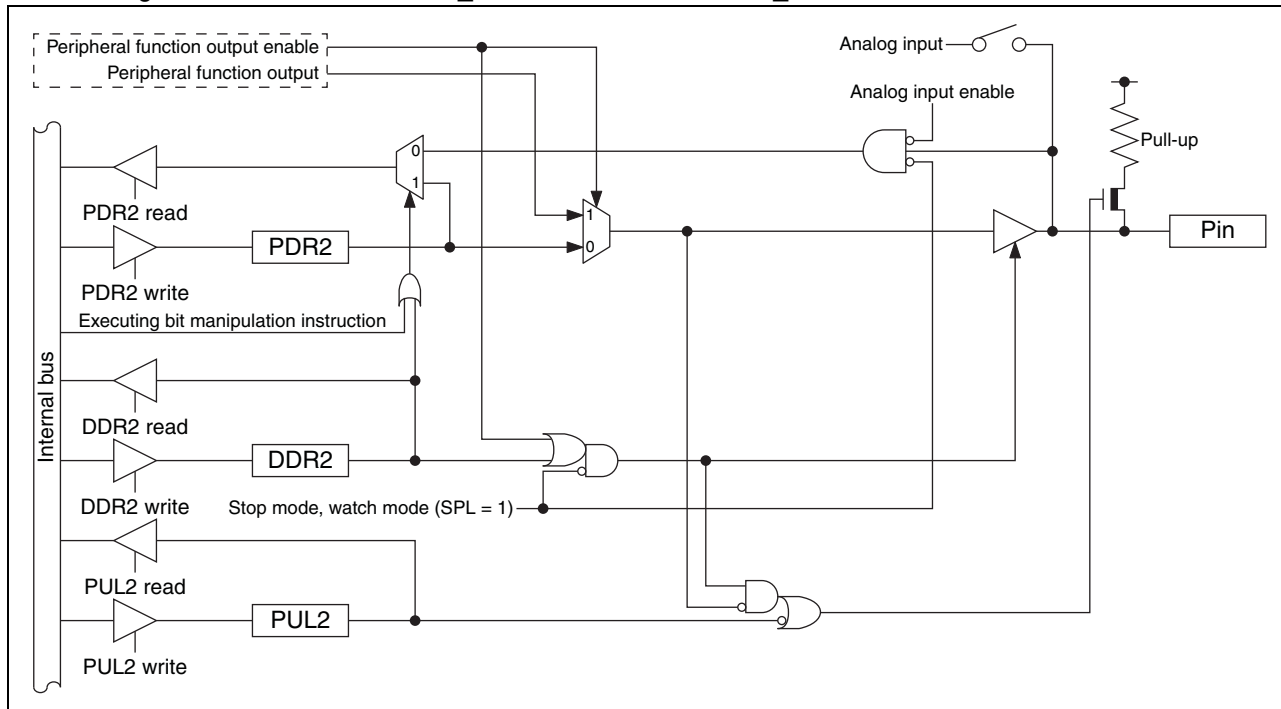 Peripheral function output enable
Peripheral function output
Analog input
Analog input enable
Pull-up
0
1
PDR2 read
1
0
PDR2
Pin
PDR2 write
Executing bit manipulation instruction
Internal bus
DDR2 read
DDR2
DDR2 write
Stop mode, watch mode (SPL = 1)
PUL2 read
PUL2
PUL2 write